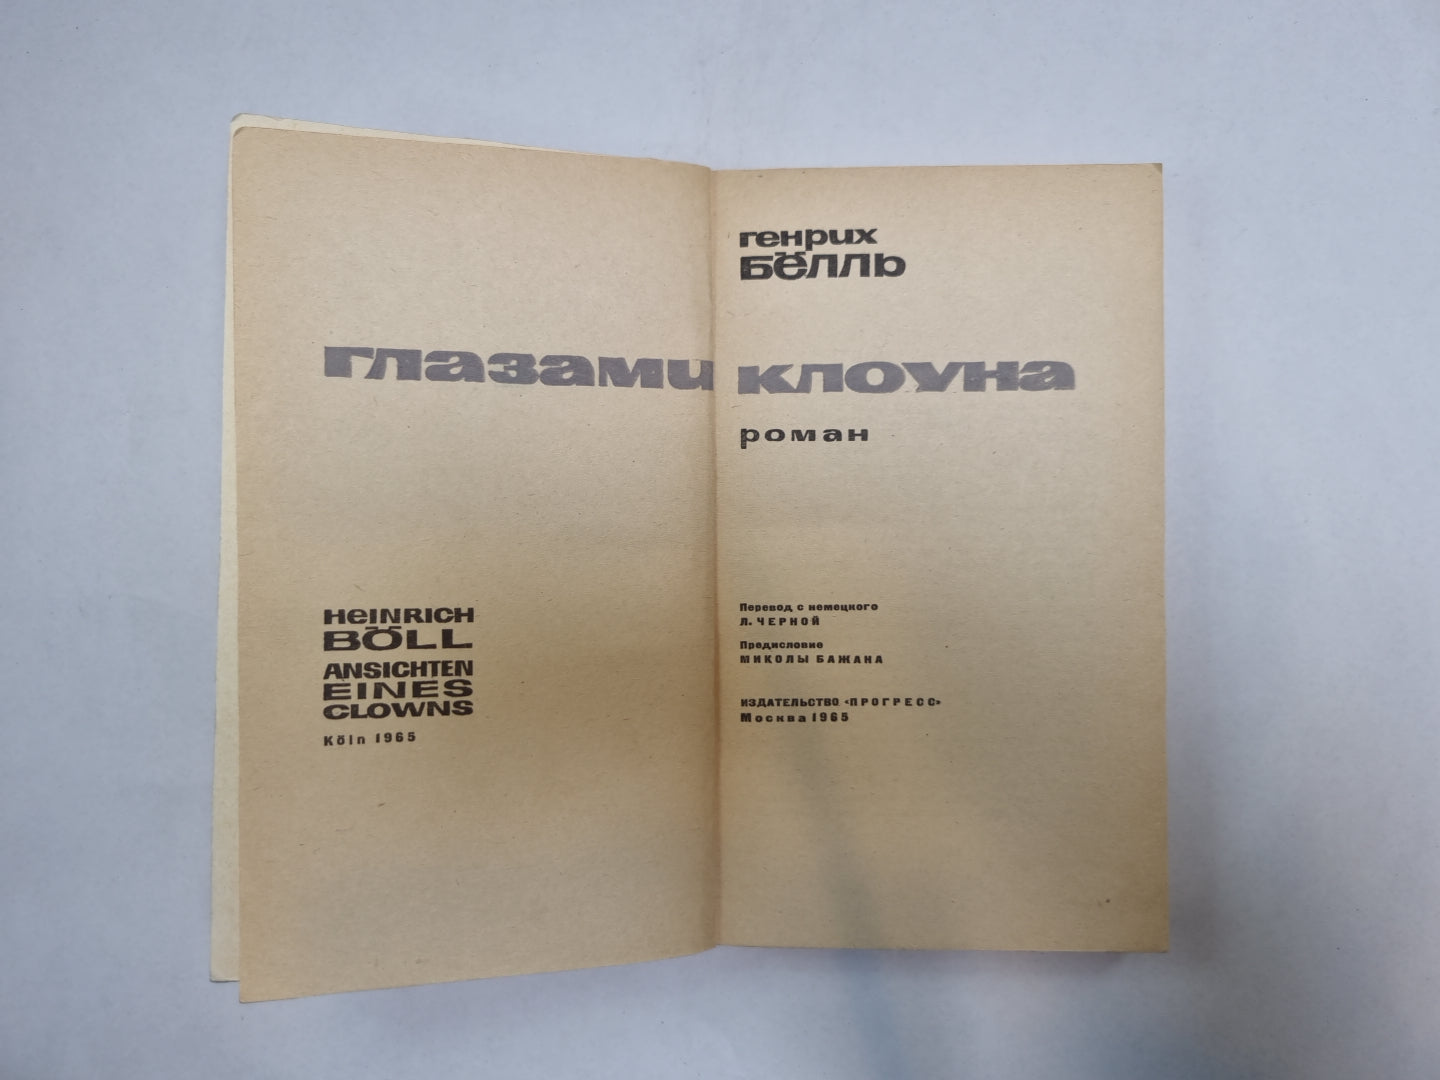 генрих
бёлль
глазами клоуна
роман
HEINRICH
BÖLL
ANSICHTEN
EINES
CLOWNS
Köln 1965
Перевод с немецкого
Л. ЧЕРНОЙ
Предисловие
МИКОЛЫ БАЖАНА
ИЗДАТЕЛЬСТВО «ПРОГРЕСС»
Москва 1965